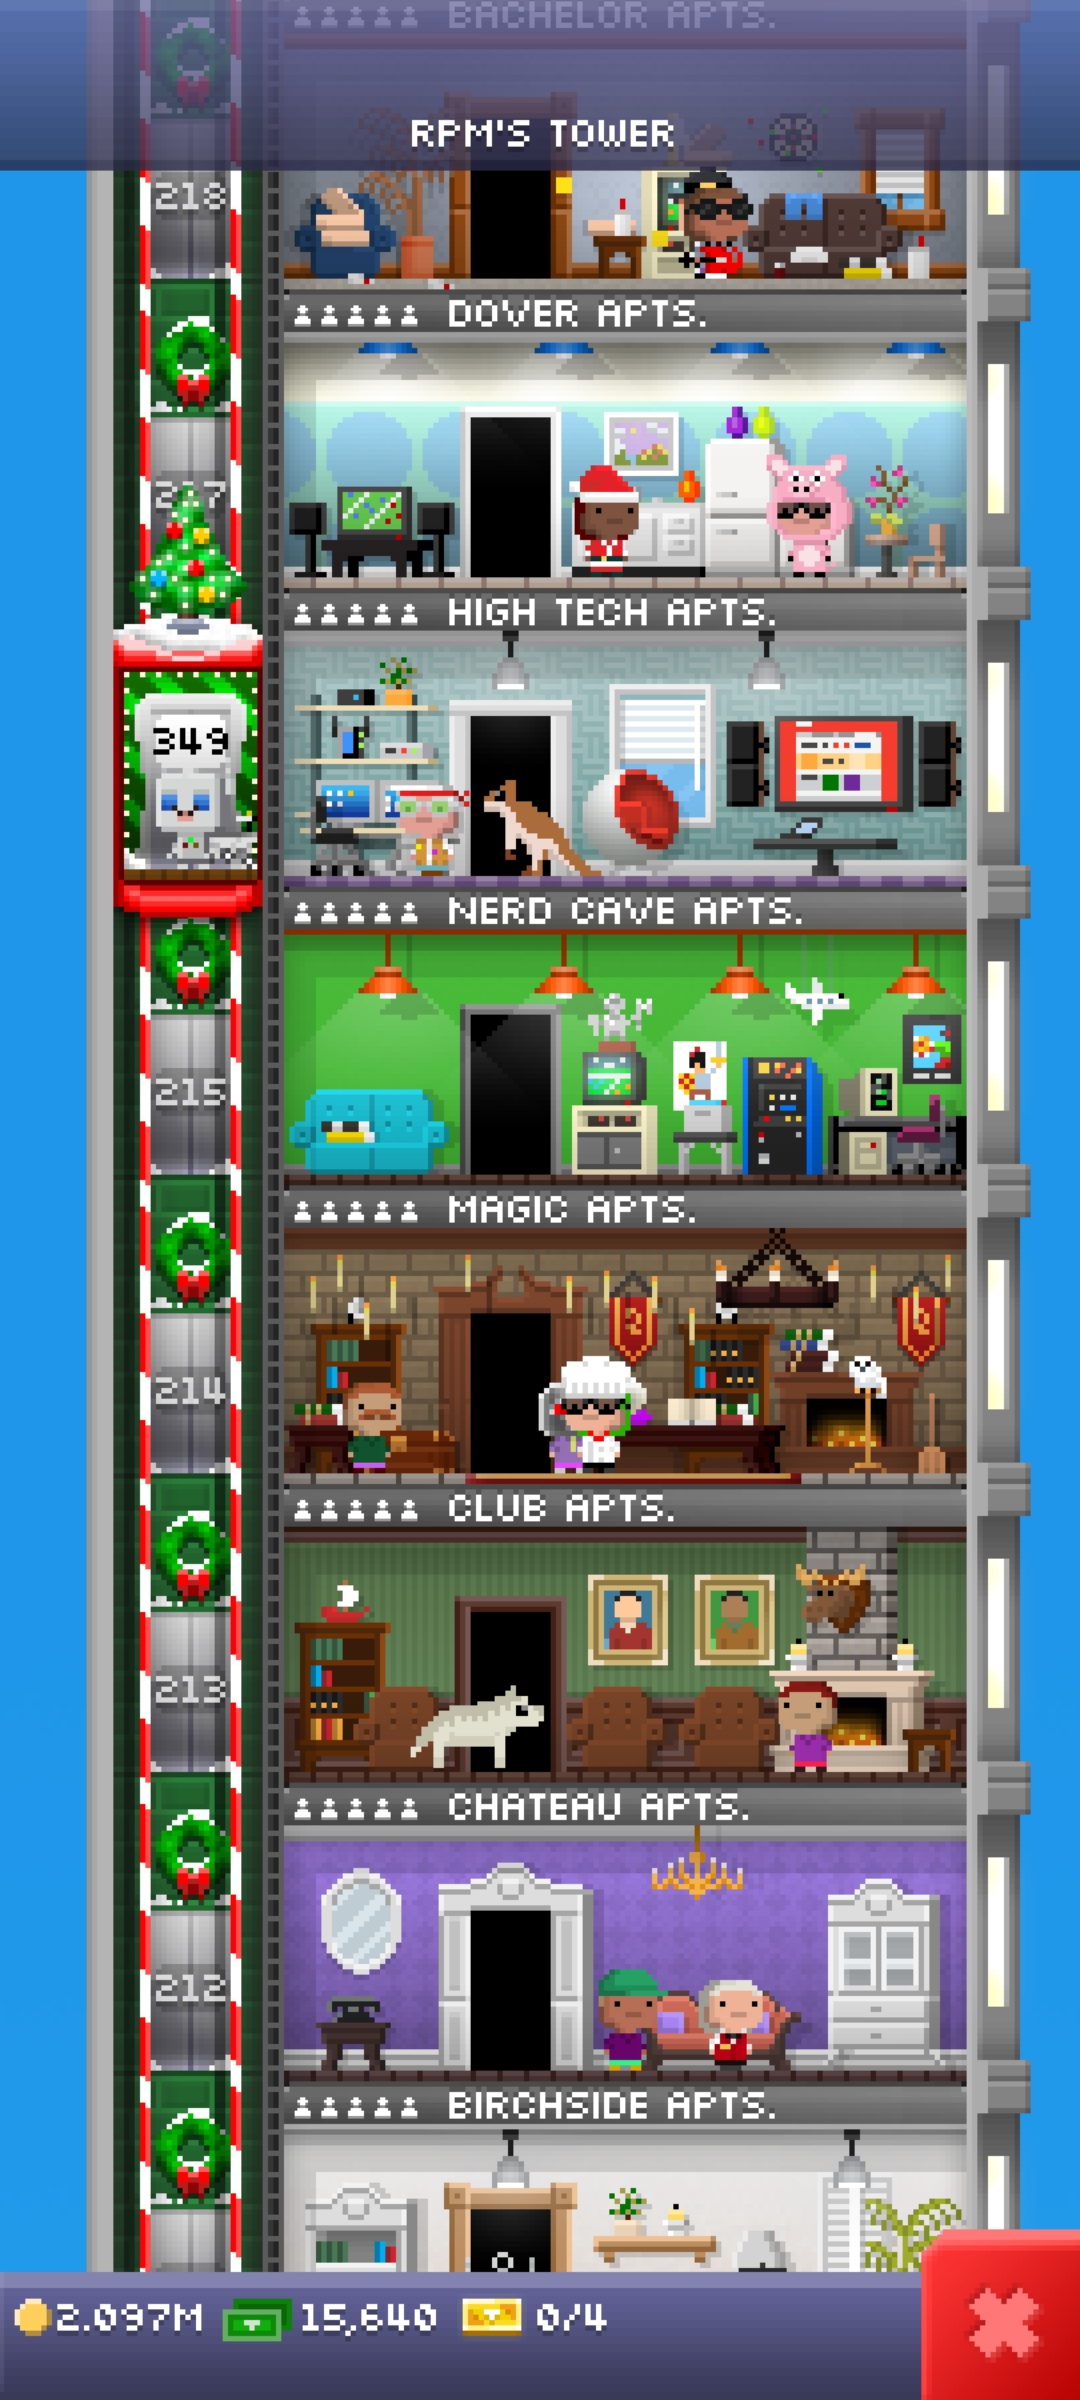 BACHELOR APTS.
RPM'S TOWER
218
DOVER APTS.
217
HIGH TECH APTS.
349
NERD CAVE APTS.
215
MAGIC APTS.
214
CLUB APTS.
213
CHATEAU APTS.
212
BIRCHSIDE APTS.
2.097M 15,640 0/4